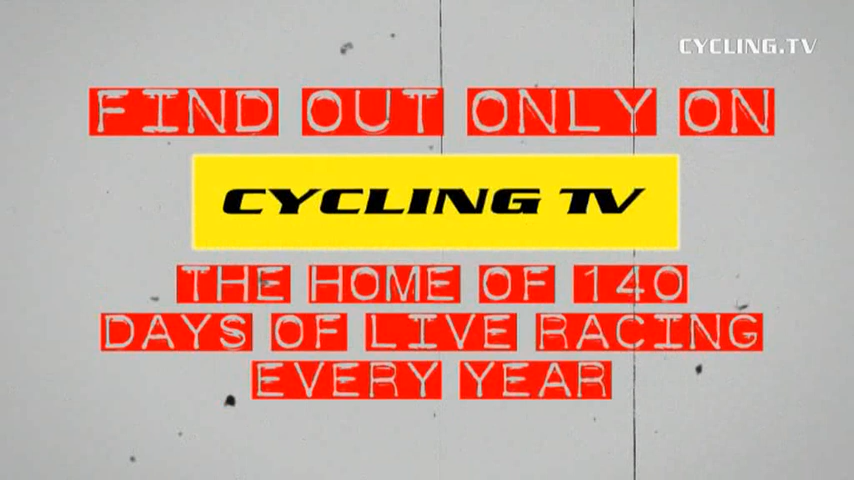 CYCLING.TV
FIND OUT ONLY ON
CYCLING TV
THE HOME OF 140
DAYS OF LIVE RACING
EVERY YEAR